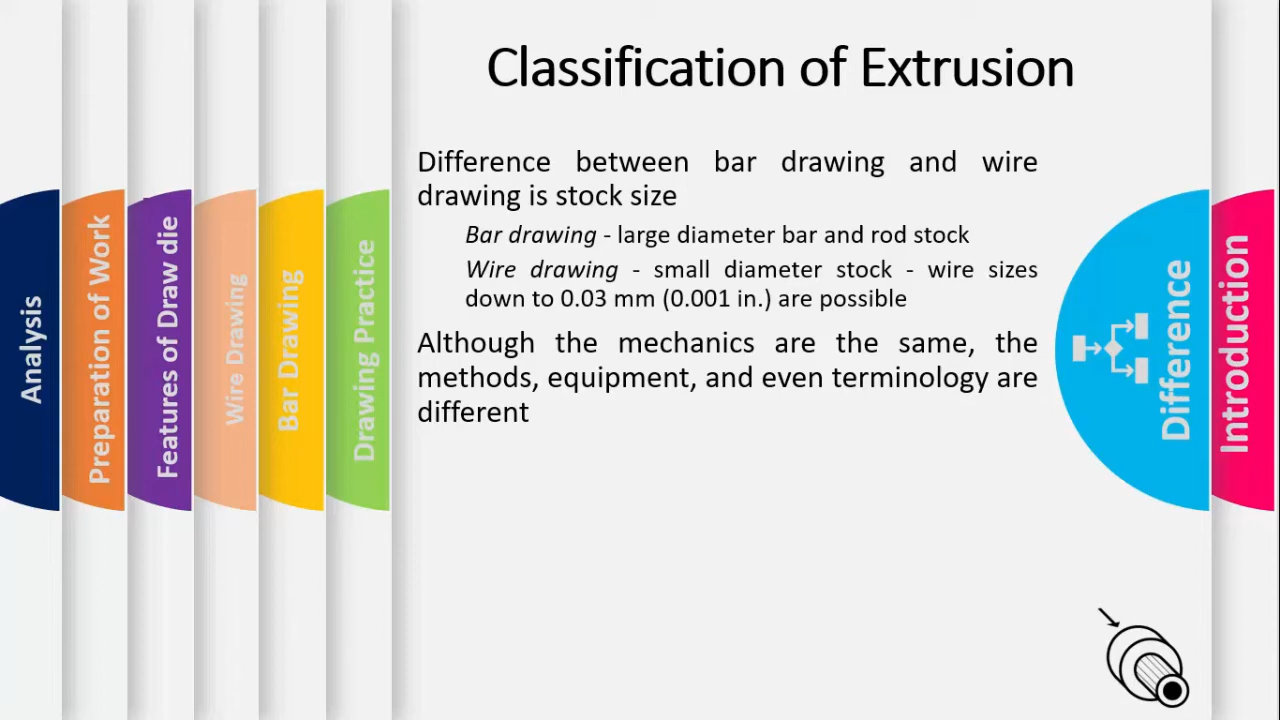 Classification of Extrusion
Difference between bar drawing and wire
drawing is stock size
Bar drawing - large diameter bar and rod stock
Wire drawing - small diameter stock - wire sizes
down to 0.03 mm (0.001 in.) are possible
Although the mechanics are the same, the
methods, equipment, and even terminology are
different
Analysis
Preparation of Work
Features of Draw die
Wire Drawing
Bar Drawing
Drawing Practice
Difference
Introduction